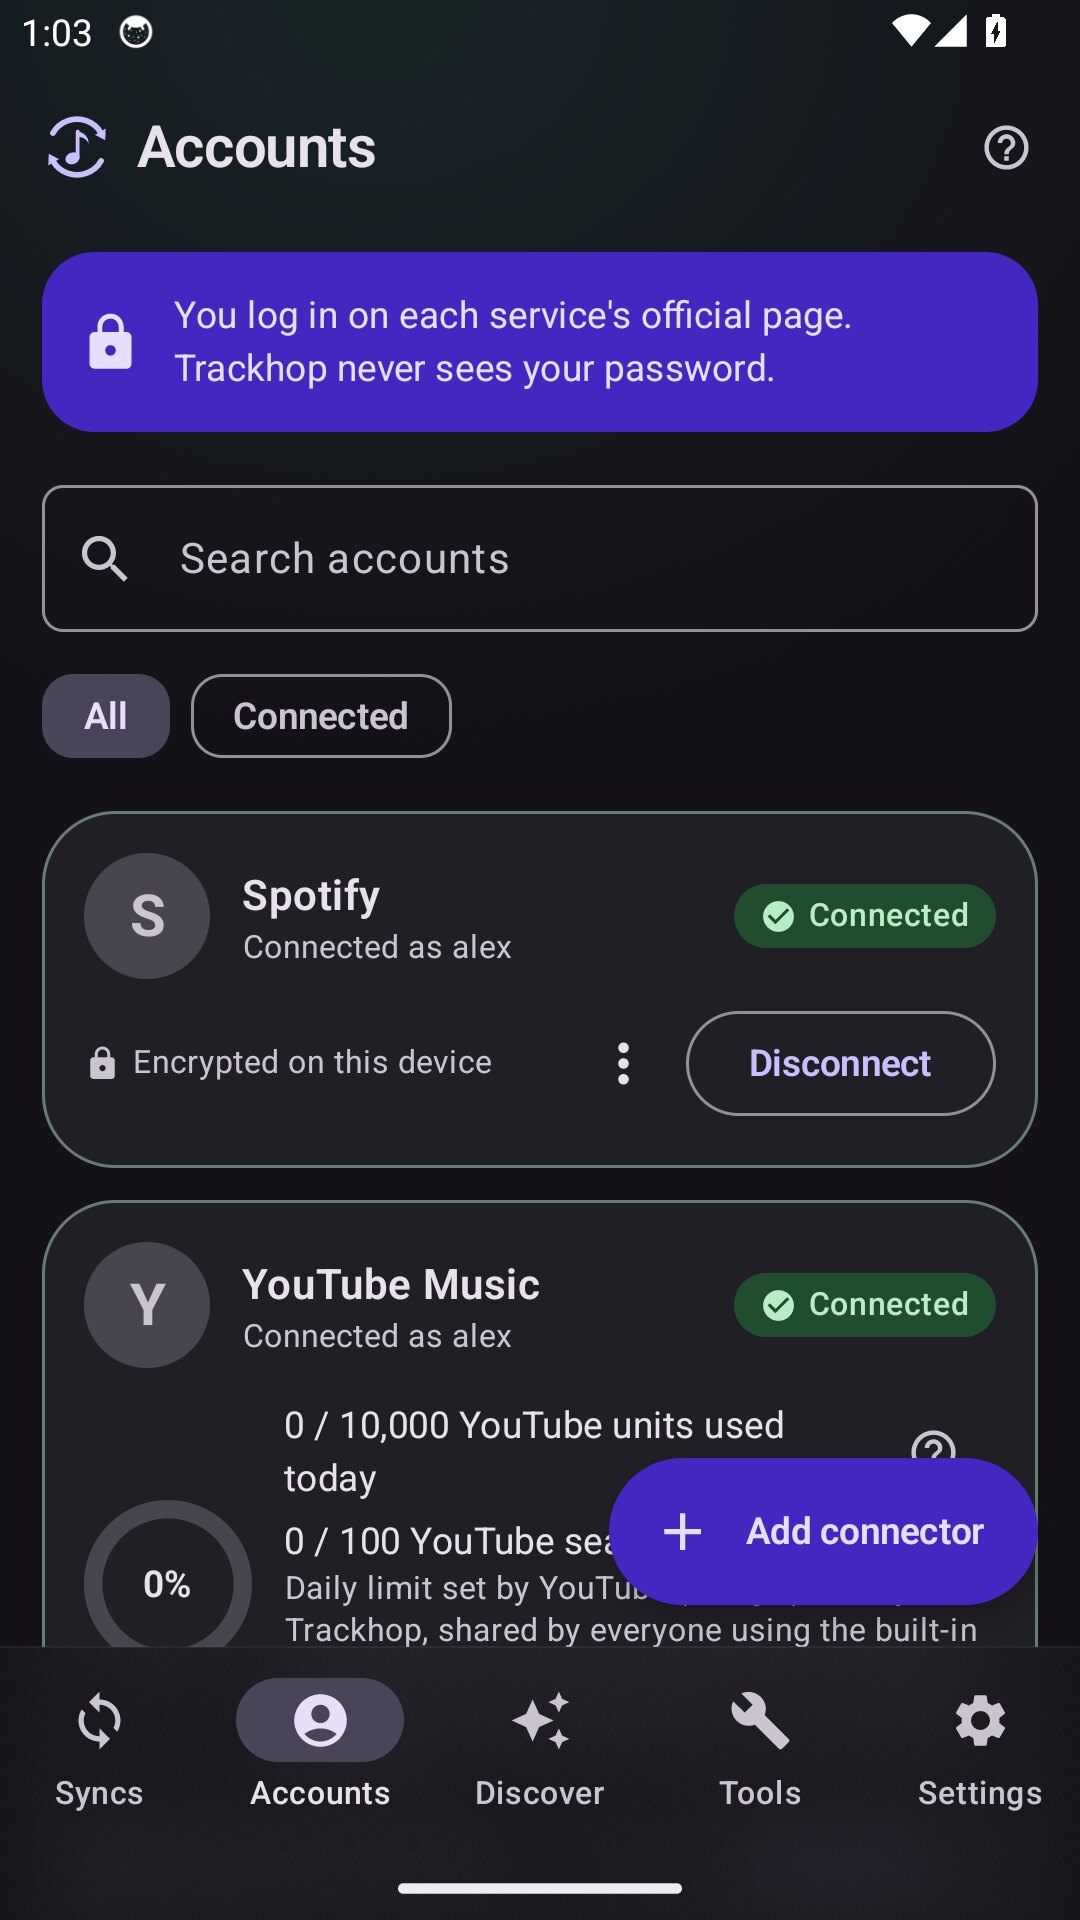 1:03
Accounts
You log in on each service's official page.
Trackhop never sees your password.
Search accounts
All
Connected
S
Spotify
Connected as alex
Connected
Encrypted on this device
Disconnect
Y
YouTube Music
Connected as alex
Connected
0 / 10,000 YouTube units used
today
0 / 100 YouTube
0%
Daily limit set by
Trackhop, shared by everyone using the built-in
Add connector
Syncs
Accounts
Discover
Tools
Settings